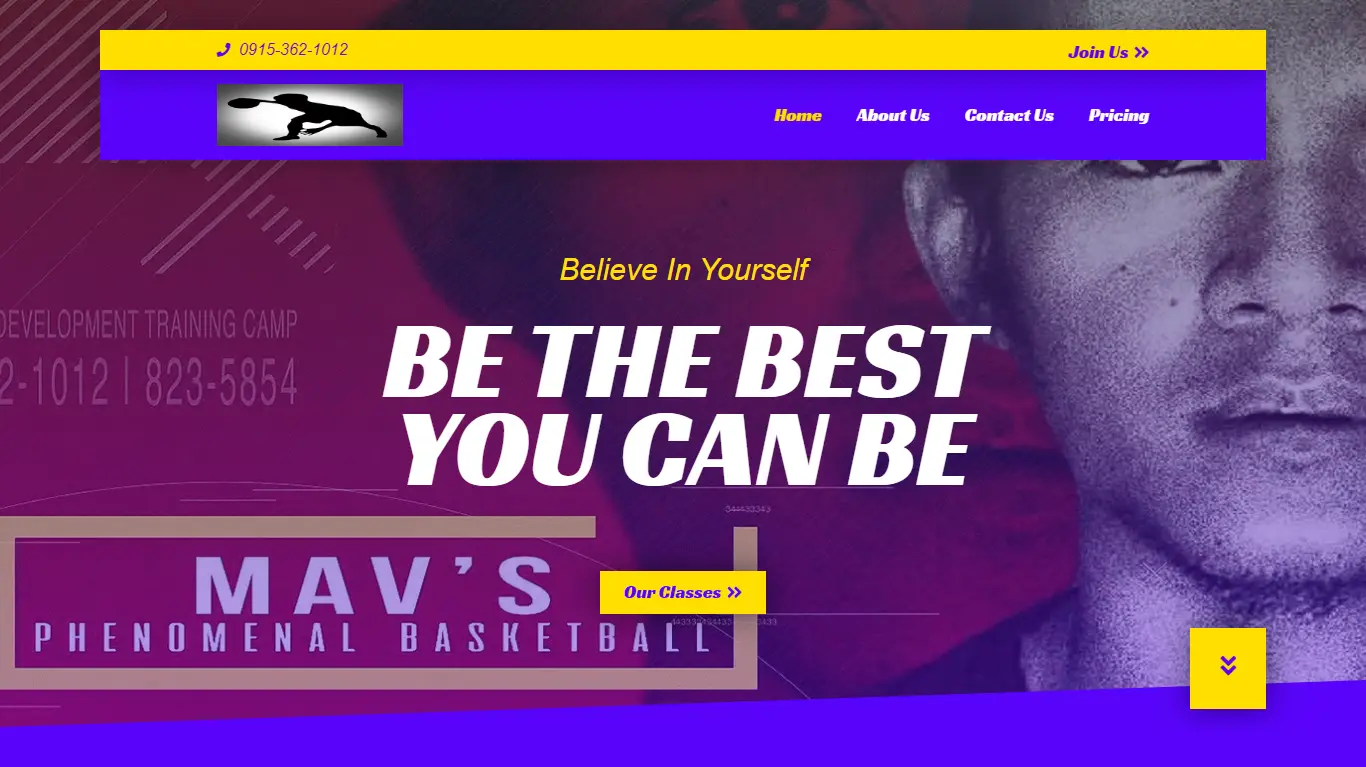 0915-362-1012
Join Us
Home
About Us
Contact Us
Pricing
Believe In Yourself
DEVELOPMENT TRAINING CAMP
2-1012 | 823-5854
BE THE BEST
YOU CAN BE
344433343
MAV'S
PHENOMENAL BASKETBALL
Our Classes